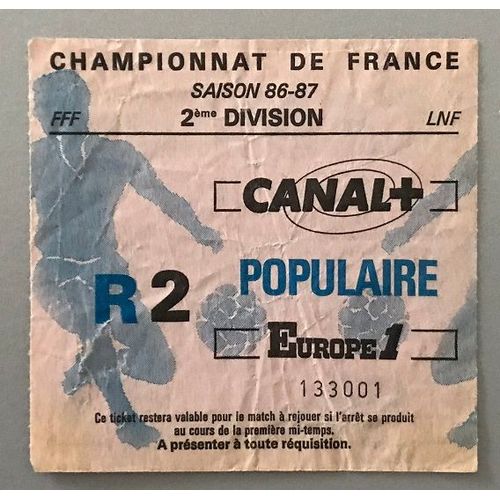 CHAMPIONNAT DE FRANCE
SAISON 86-87
FFF 2ème DIVISION LNF
CANAL+
R2 POPULAIRE
EUROPE 1
133001
Ce ticket restera valable pour le match à rejouer si l'arrêt se produit
au cours de la première mi-temps.
A présenter à toute réquisition.